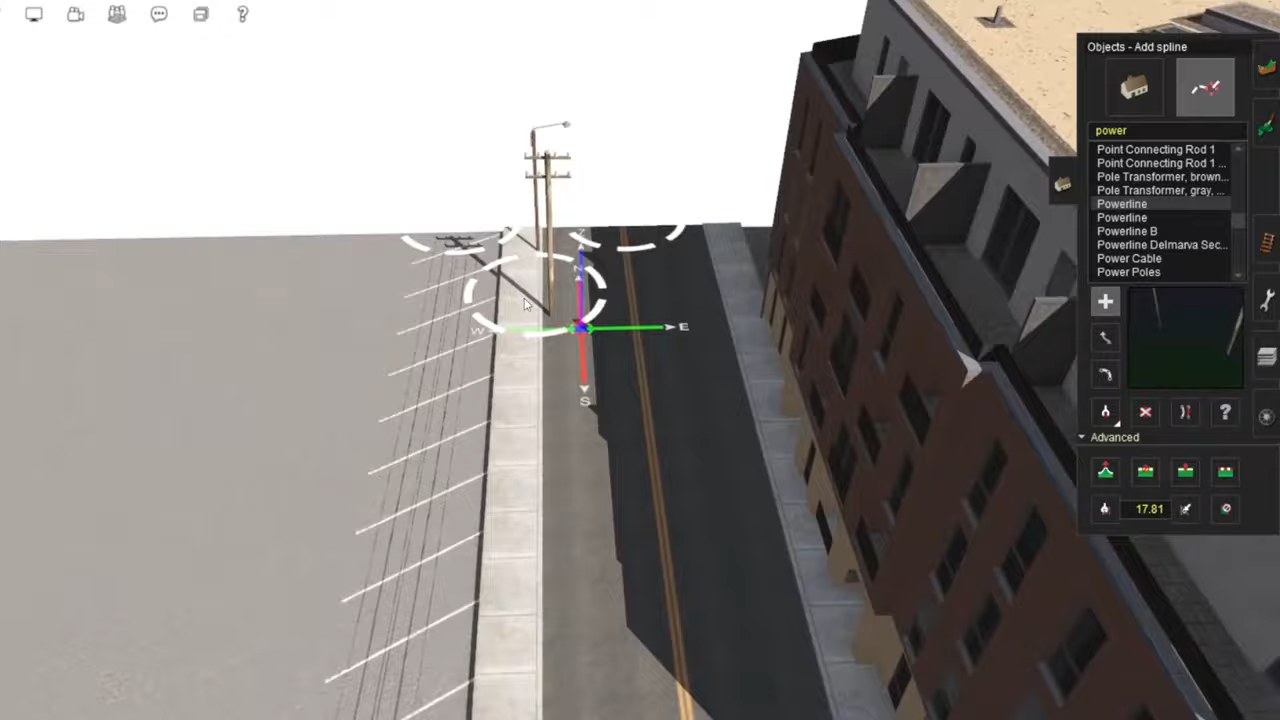 Objects - Add spline
power
Point Connecting Rod 1
Point Connecting Rod 1 ...
Pole Transformer, brown...
Pole Transformer, gray, ...
Powerline
Powerline
Powerline B
Powerline Delmarva Sec...
Power Cable
Power Poles
Z
N
W
E
S
Advanced
17.81